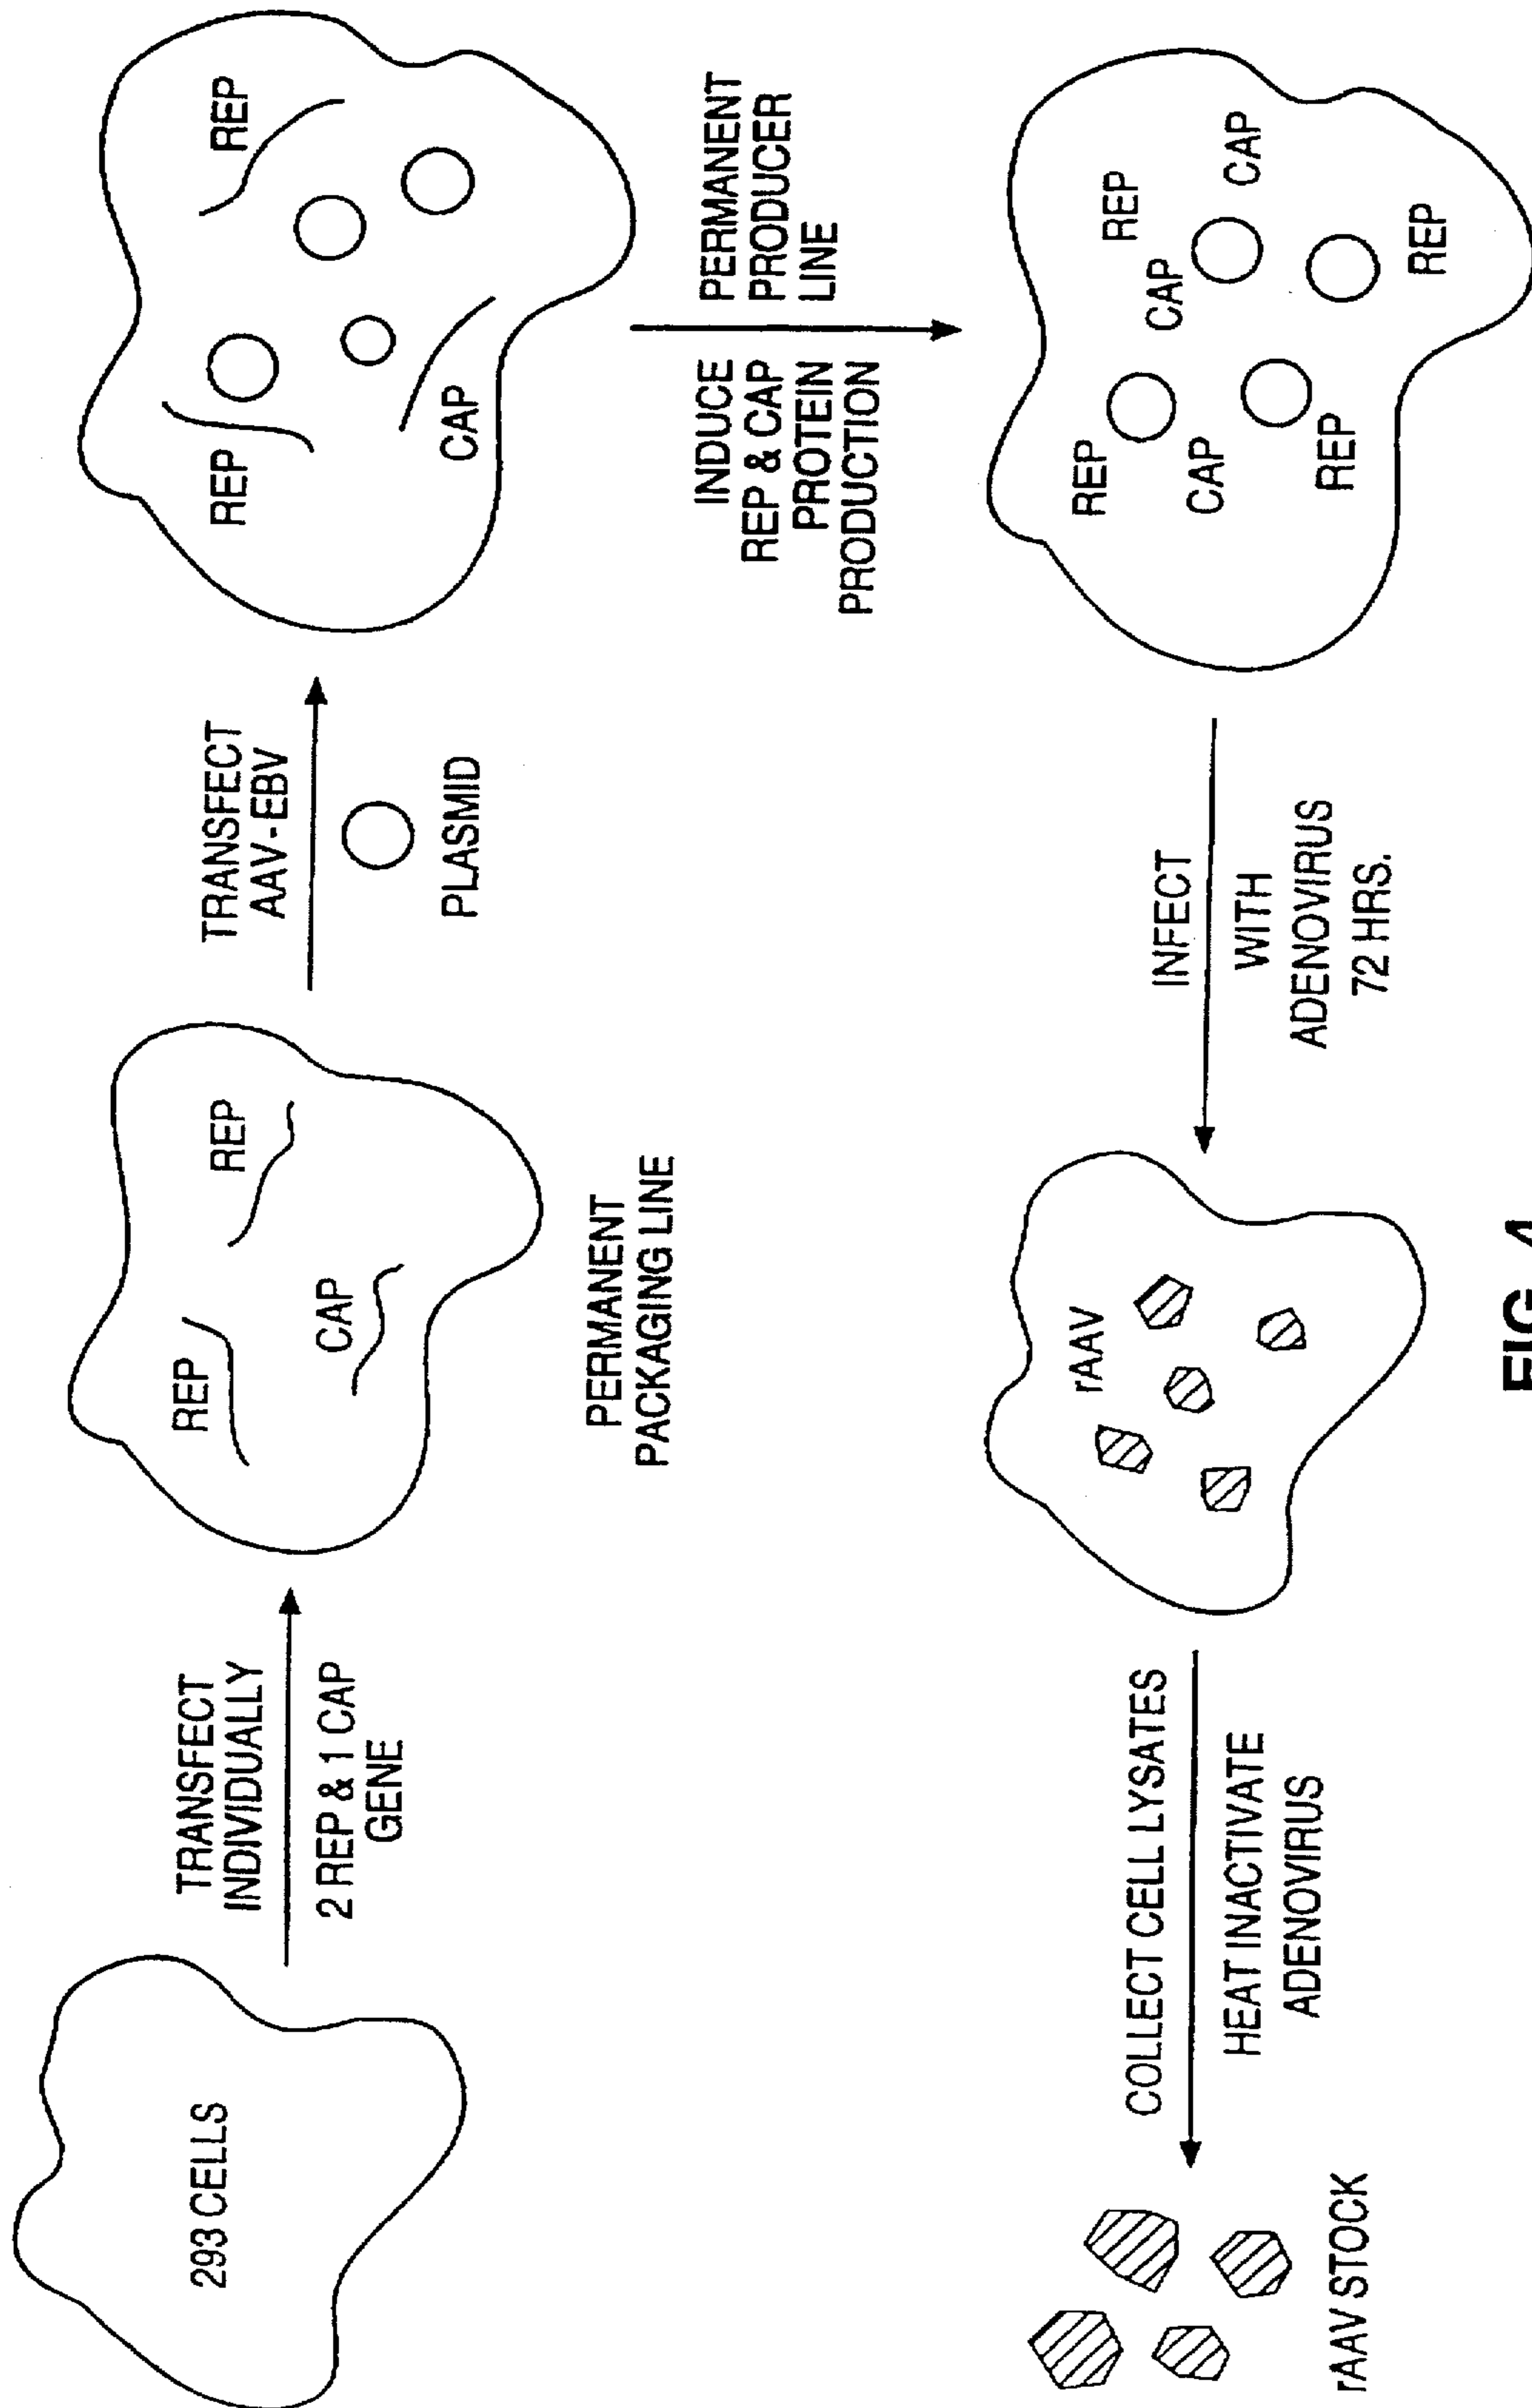 293 CELLS
TRANSFECT
INDIVIDUALLY
2 REP & 1 CAP
GENE
REP
REP
CAP
PERMANENT
PACKAGING LINE
TRANSFECT
AAV-EBV
PLASMID
REP
REP
CAP
INDUCE
REP & CAP
PROTEIN
PRODUCTION
PERMANENT
PRODUCER
LINE
REP
REP
CAP
CAP
CAP
REP
REP
INFECT
WITH
ADENOVIRUS
72 HRS.
rAAV
COLLECT CELL LYSATES
HEAT INACTIVATE
ADENOVIRUS
rAAV STOCK
FIG. 4